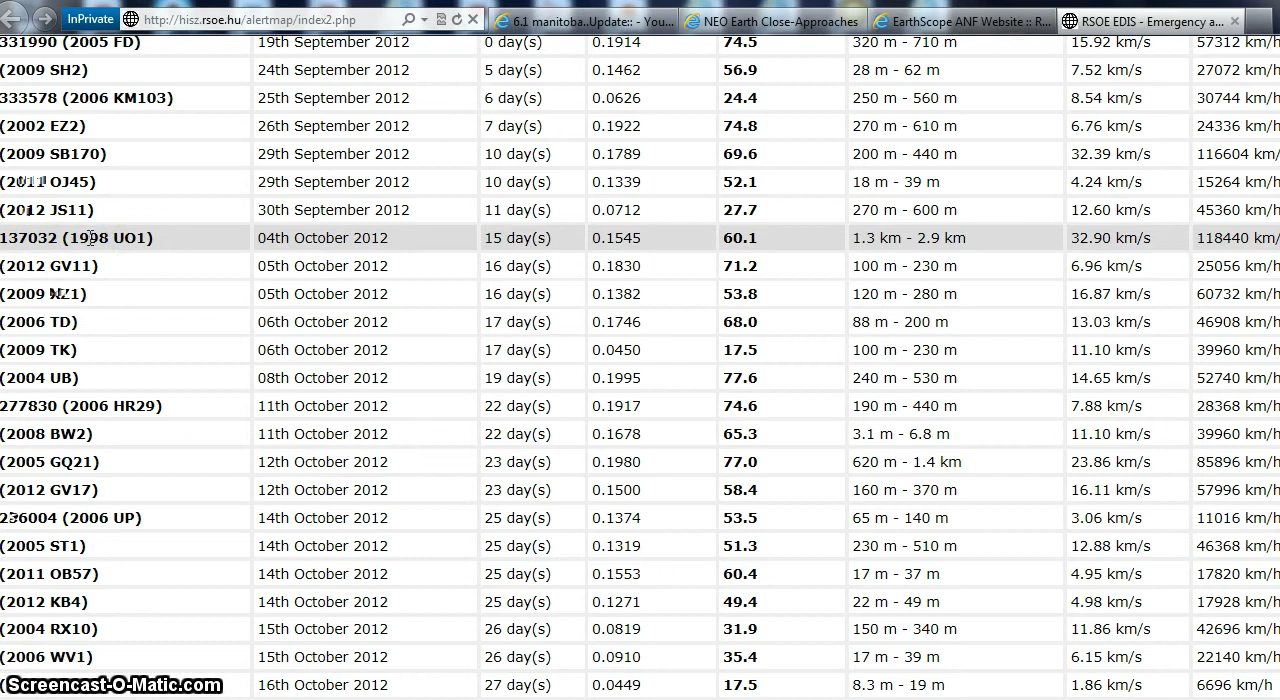 InPrivate http://hisz.rsoe.hu/alertmap/index2.php 6.1 manitoba..Update:: - You... NEO Earth Close-Approaches EarthScope ANF Website :: R... RSOE EDIS - Emergency a...
331990 (2005 FD) 19th September 2012 0 day(s) 0.1914 74.5 320 m - 710 m 15.92 km/s 57312 km/h
(2009 SH2) 24th September 2012 5 day(s) 0.1462 56.9 28 m - 62 m 7.52 km/s 27072 km/h
333578 (2006 KM103) 25th September 2012 6 day(s) 0.0626 24.4 250 m - 560 m 8.54 km/s 30744 km/h
(2002 EZ2) 26th September 2012 7 day(s) 0.1922 74.8 270 m - 610 m 6.76 km/s 24336 km/h
(2009 SB170) 29th September 2012 10 day(s) 0.1789 69.6 200 m - 440 m 32.39 km/s 116604 km/
(2011 OJ45) 29th September 2012 10 day(s) 0.1339 52.1 18 m - 39 m 4.24 km/s 15264 km/h
(2012 JS11) 30th September 2012 11 day(s) 0.0712 27.7 270 m - 600 m 12.60 km/s 45360 km/h
137032 (1998 UO1) 04th October 2012 15 day(s) 0.1545 60.1 1.3 km - 2.9 km 32.90 km/s 118440 km/
(2012 GV11) 05th October 2012 16 day(s) 0.1830 71.2 100 m - 230 m 6.96 km/s 25056 km/h
(2009 XZ1) 05th October 2012 16 day(s) 0.1382 53.8 120 m - 280 m 16.87 km/s 60732 km/h
(2006 TD) 06th October 2012 17 day(s) 0.1746 68.0 88 m - 200 m 13.03 km/s 46908 km/h
(2009 TK) 06th October 2012 17 day(s) 0.0450 17.5 100 m - 230 m 11.10 km/s 39960 km/h
(2004 UB) 08th October 2012 19 day(s) 0.1995 77.6 240 m - 530 m 14.65 km/s 52740 km/h
277830 (2006 HR29) 11th October 2012 22 day(s) 0.1917 74.6 190 m - 440 m 7.88 km/s 28368 km/h
(2008 BW2) 11th October 2012 22 day(s) 0.1678 65.3 3.1 m - 6.8 m 11.10 km/s 39960 km/h
(2005 GQ21) 12th October 2012 23 day(s) 0.1980 77.0 620 m - 1.4 km 23.86 km/s 85896 km/h
(2012 GV17) 12th October 2012 23 day(s) 0.1500 58.4 160 m - 370 m 16.11 km/s 57996 km/h
256004 (2006 UP) 14th October 2012 25 day(s) 0.1374 53.5 65 m - 140 m 3.06 km/s 11016 km/h
(2005 ST1) 14th October 2012 25 day(s) 0.1319 51.3 230 m - 510 m 12.88 km/s 46368 km/h
(2011 OB57) 14th October 2012 25 day(s) 0.1553 60.4 17 m - 37 m 4.95 km/s 17820 km/h
(2012 KB4) 14th October 2012 25 day(s) 0.1271 49.4 22 m - 49 m 4.98 km/s 17928 km/h
(2004 RX10) 15th October 2012 26 day(s) 0.0819 31.9 150 m - 340 m 11.86 km/s 42696 km/h
(2006 WV1) 15th October 2012 26 day(s) 0.0910 35.4 17 m - 39 m 6.15 km/s 22140 km/h
16th October 2012 27 day(s) 0.0449 17.5 8.3 m - 19 m 1.86 km/s 6696 km/h
Screencast-O-Matic.com